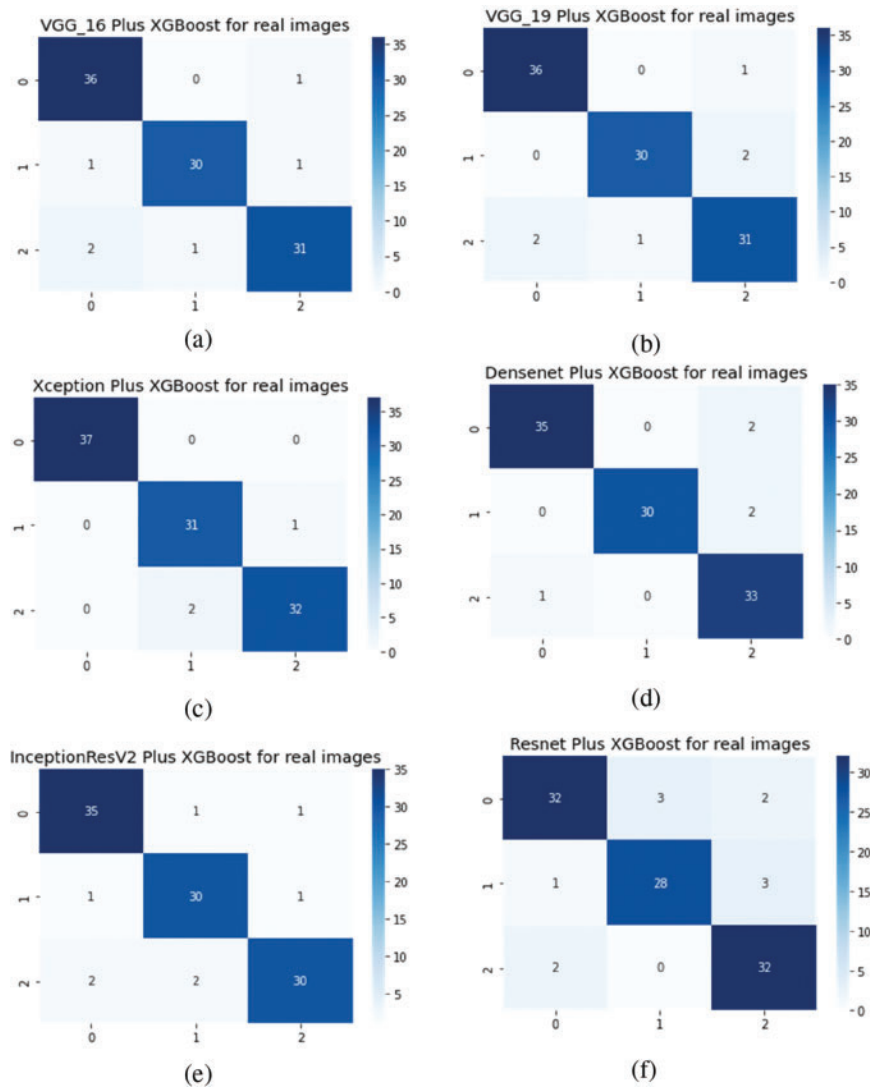 VGG_16 Plus XGBoost for real images
0 36 0 1
1 1 30 1
2 2 1 31
0 1 2
35
30
25
20
15
10
5
0
(a)
VGG_19 Plus XGBoost for real images
0 36 0 1
1 0 30 2
2 2 1 31
0 1 2
35
30
25
20
15
10
5
0
(b)
Xception Plus XGBoost for real images
0 37 0 0
1 0 31 1
2 0 2 32
0 1 2
35
30
25
20
15
10
5
0
(c)
Densenet Plus XGBoost for real images
0 35 0 2
1 0 30 2
2 1 0 33
0 1 2
35
30
25
20
15
10
5
0
(d)
InceptionResV2 Plus XGBoost for real images
0 35 1 1
1 1 30 1
2 2 2 30
0 1 2
35
30
25
20
15
10
5
(e)
Resnet Plus XGBoost for real images
0 32 3 2
1 1 28 3
2 2 0 32
0 1 2
30
25
20
15
10
5
0
(f)